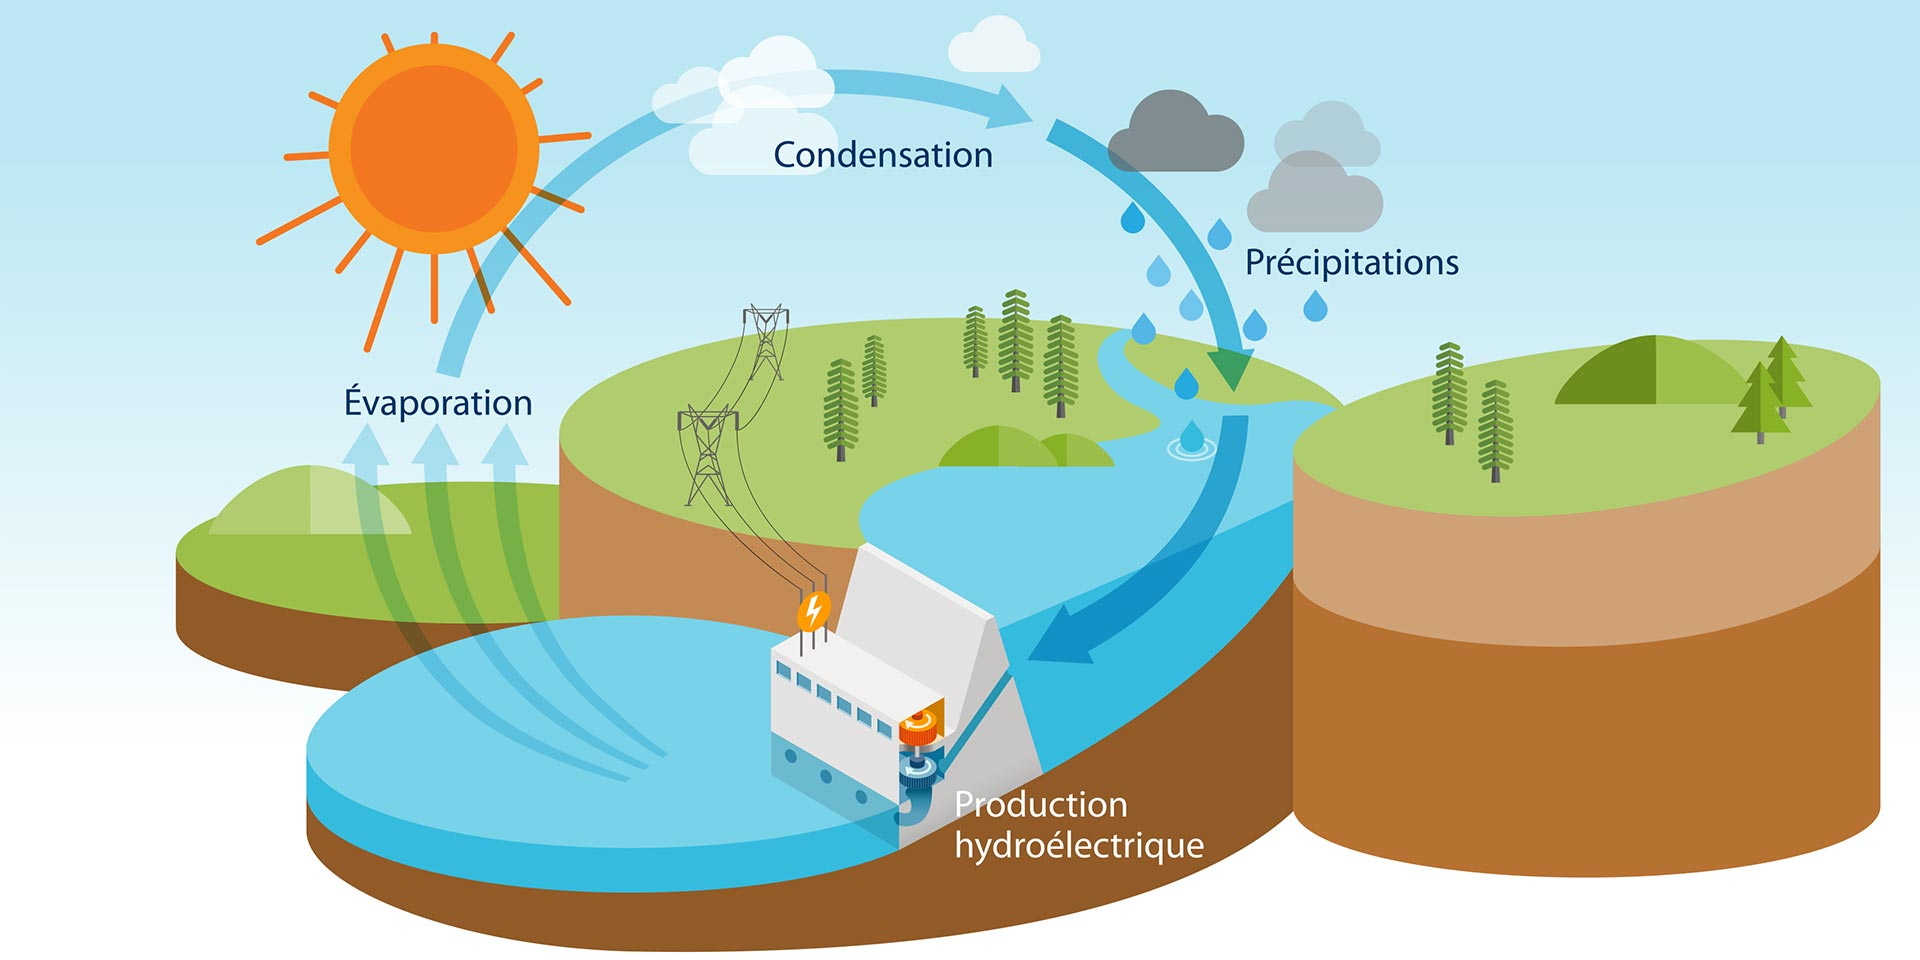 Condensation
Précipitations
Évaporation
Production
hydroélectrique